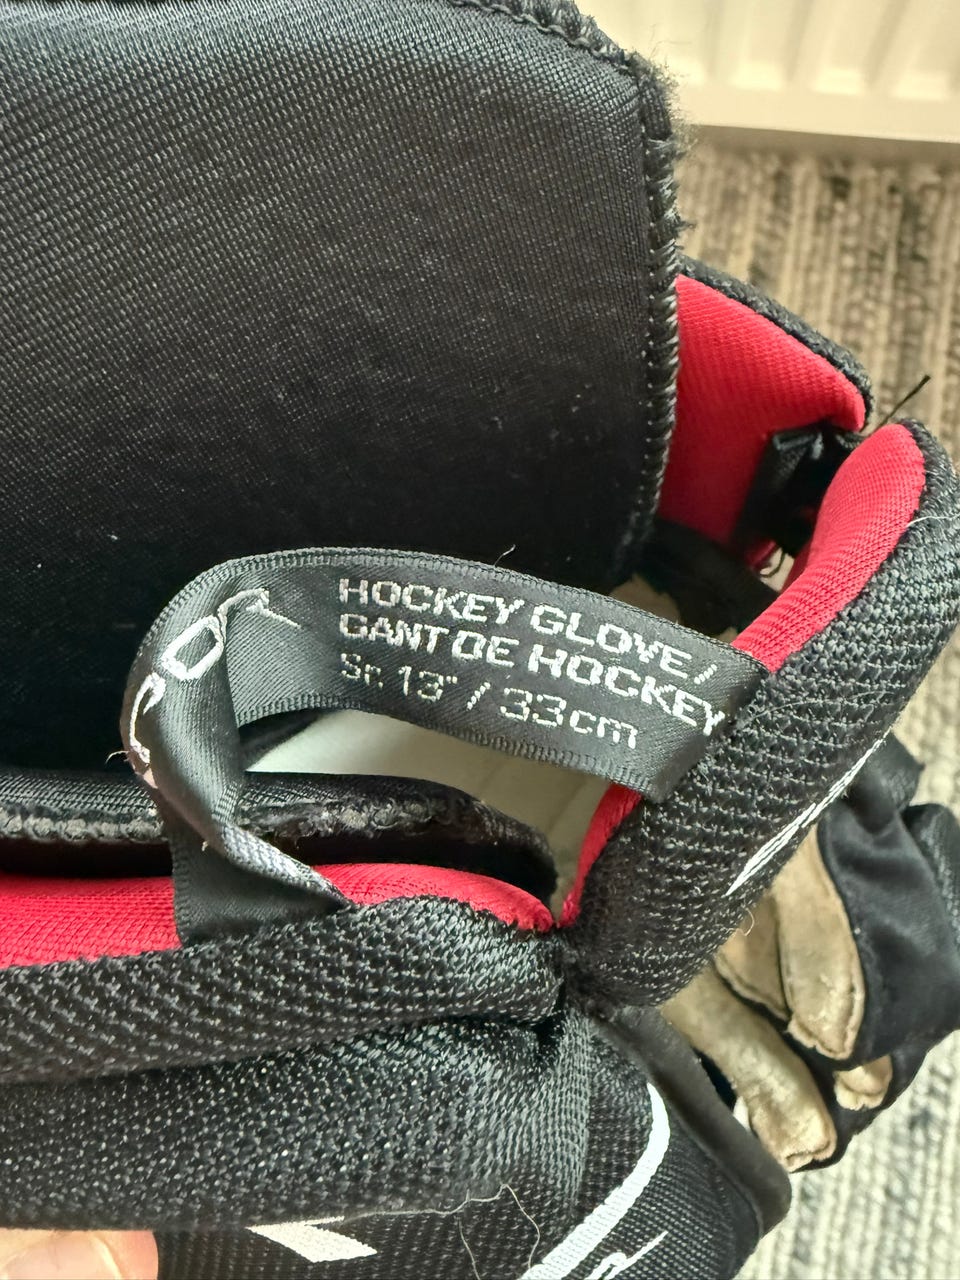 HOCKEY GLOVE /
GANT DE HOCKEY
Sr. 13" / 33cm